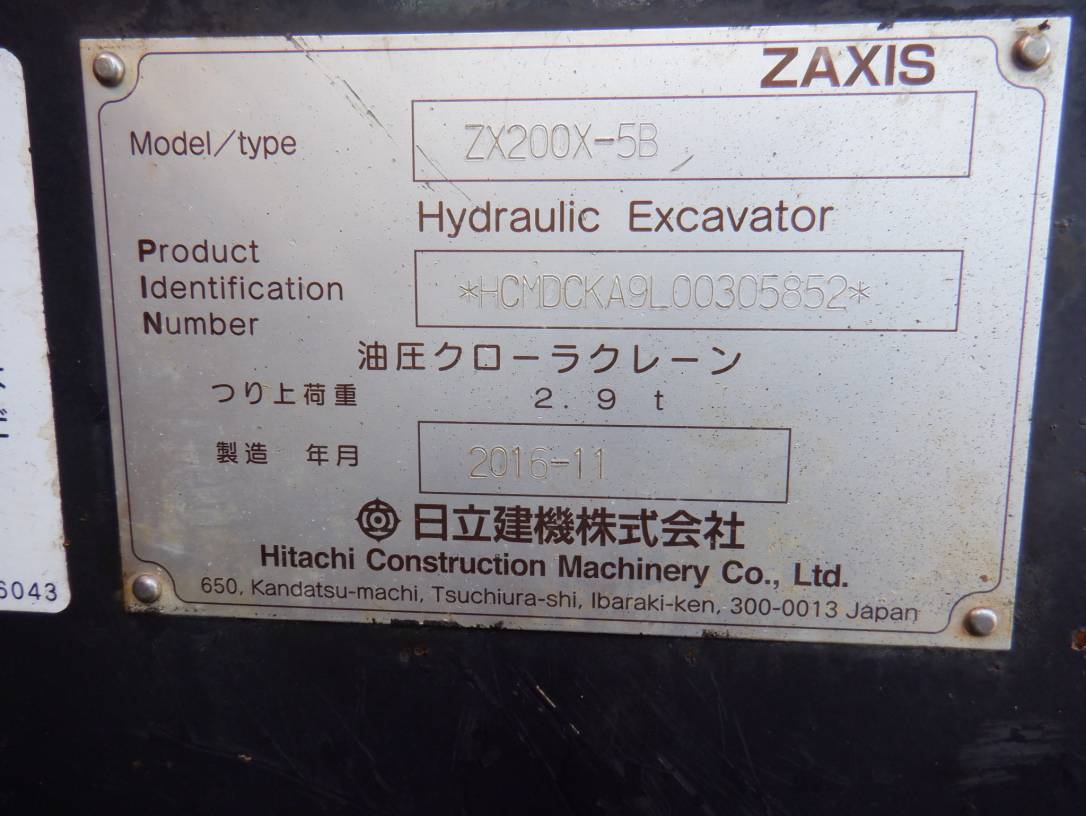 ZAXIS
Model/type ZX200X-5B
Hydraulic Excavator
Product
Identification *HCMDCKA9L00305852*
Number
油圧クローラクレーン
つり上荷重 2.9 t
製造 年月 2016-11
日立建機株式会社
Hitachi Construction Machinery Co., Ltd.
650, Kandatsu-machi, Tsuchiura-shi, Ibaraki-ken, 300-0013 Japan
6043